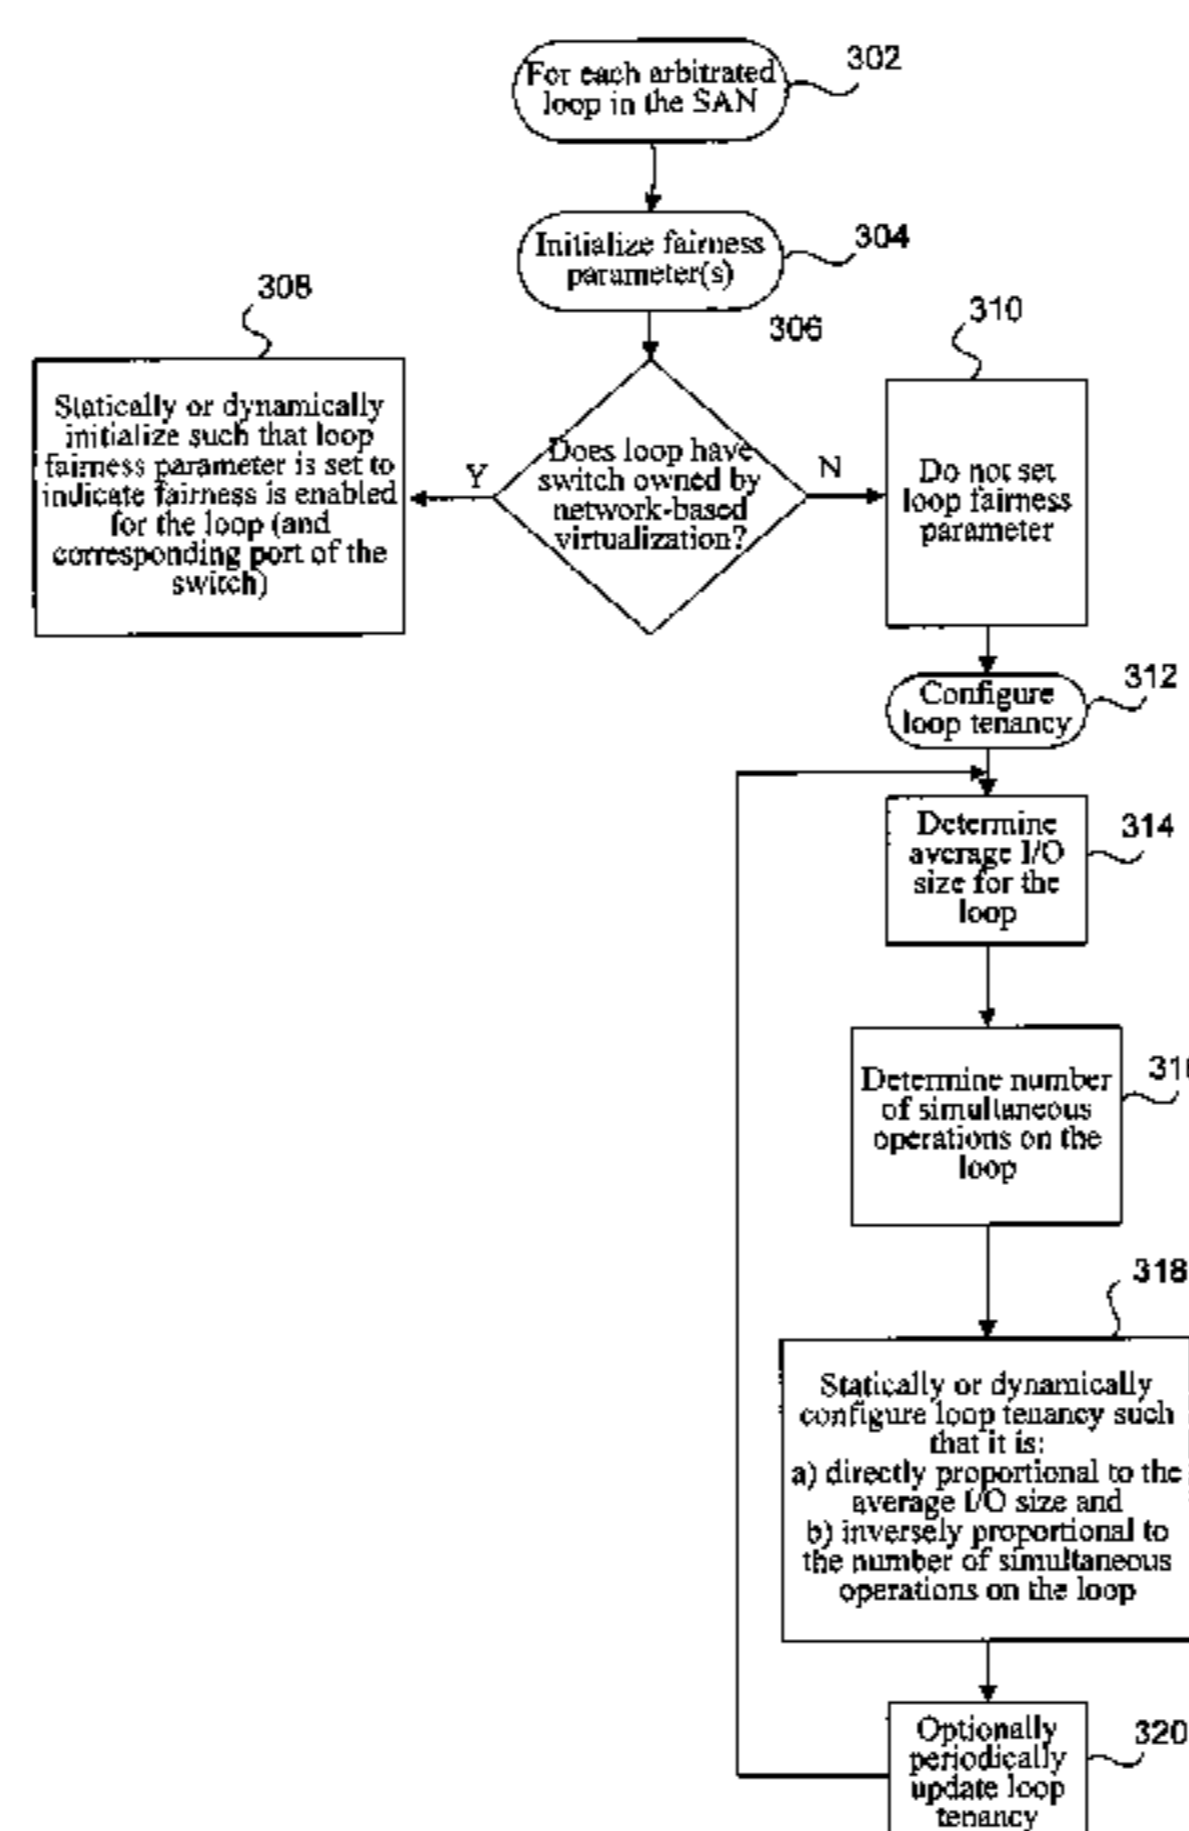 For each arbitrated
loop in the SAN
302
Initialize fairness
parameter(s)
304
306
308
Statically or dynamically
initialize such that loop
fairness parameter is set to
indicate fairness is enabled
for the loop (and
corresponding port of the
switch)
Y
Does loop have
switch owned by
network-based
virtualization?
N
310
Do not set
loop fairness
parameter
312
Configure
loop tenancy
Determine
average I/O
size for the
loop
314
Determine number
of simultaneous
operations on the
loop
318
Statically or dynamically
configure loop tenancy such
that it is:
a) directly proportional to the
average I/O size and
b) inversely proportional to
the number of simultaneous
operations on the loop
Optionally
periodically
update loop
tenancy
320